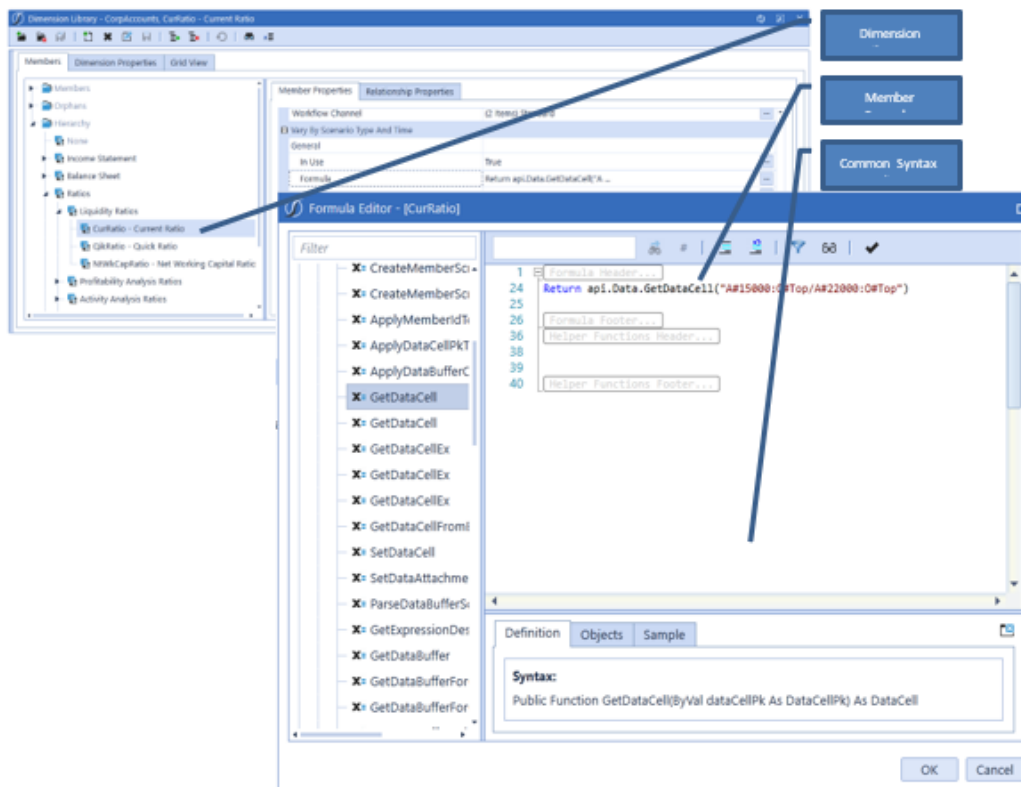 Dimension Library - CorpAccounts, CurRatio - Current Ratio
Members Dimension Properties Grid View
Members
Orphans
Hierarchy
None
Income Statement
Balance Sheet
Ratios
Liquidity Ratios
CurRatio - Current Ratio
QikRatio - Quick Ratio
NtWkCapRatio - Net Working Capital Ratio
Profitability Analysis Ratios
Activity Analysis Ratios
Member Properties Relationship Properties
Workflow Channel Standard
Vary By Scenario Type And Time
General
In Use True
Formula Return api.Data.GetDataCell("A ...
Dimension
Member
Common Syntax
Formula Editor - [CurRatio]
Filter
CreateMemberScr
CreateMemberScr
ApplyMemberIdT
ApplyDataCellPkT
ApplyDataBufferC
GetDataCell
GetDataCell
GetDataCellEx
GetDataCellEx
GetDataCellEx
GetDataCellFrom
SetDataCell
SetDataAttachme
ParseDataBufferS
GetExpressionDes
GetDataBuffer
GetDataBufferFor
GetDataBufferFor
1 Formula Header...
24 Return api.Data.GetDataCell("A#15000:O#Top/A#22000:O#Top")
25
26 Formula Footer...
36 Helper Functions Header...
38
39
40 Helper Functions Footer...
Definition Objects Sample
Syntax:
Public Function GetDataCell(ByVal dataCellPk As DataCellPk) As DataCell
OK Cancel